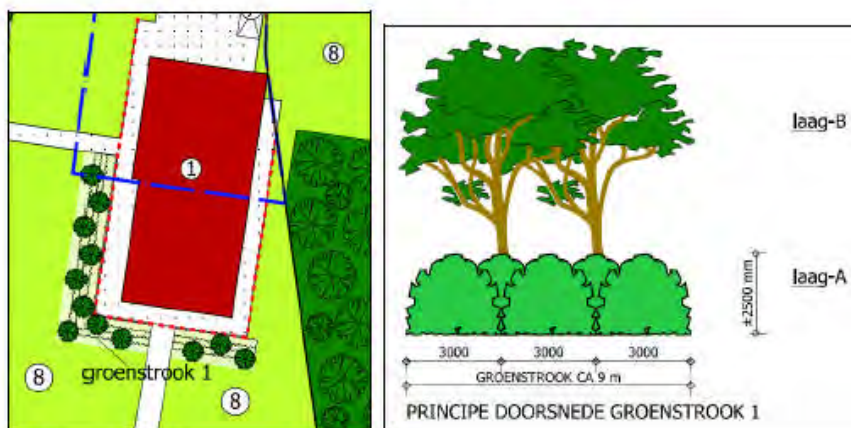 8
1
groenstrook 1
8
8
laag-B
laag-A
±2500 mm
3000 3000 3000
GROENSTROOK CA 9 m
PRINCIPE DOORSNEDE GROENSTROOK 1